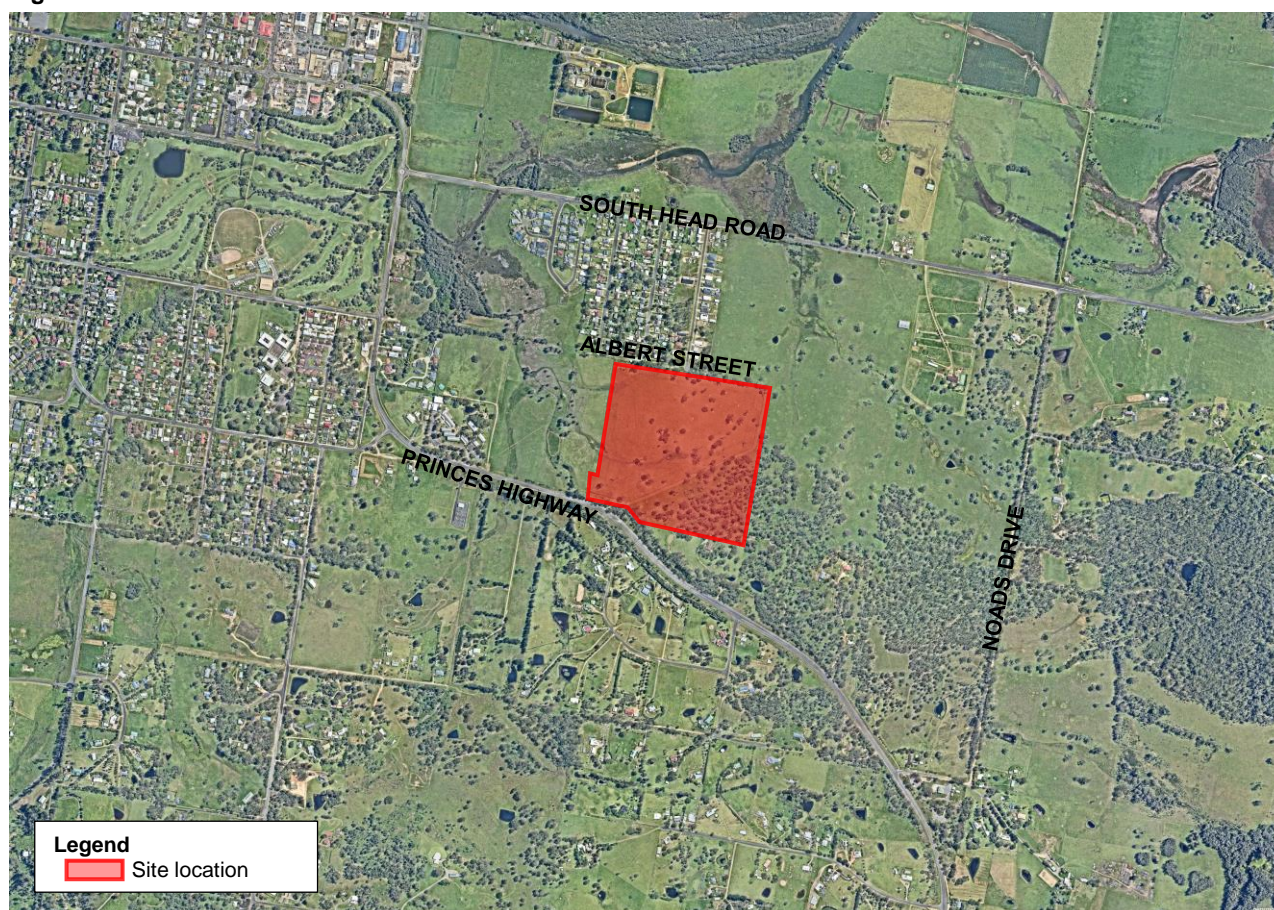 SOUTH HEAD ROAD
ALBERT STREET
PRINCES HIGHWAY
NOADS DRIVE
Legend
Site location